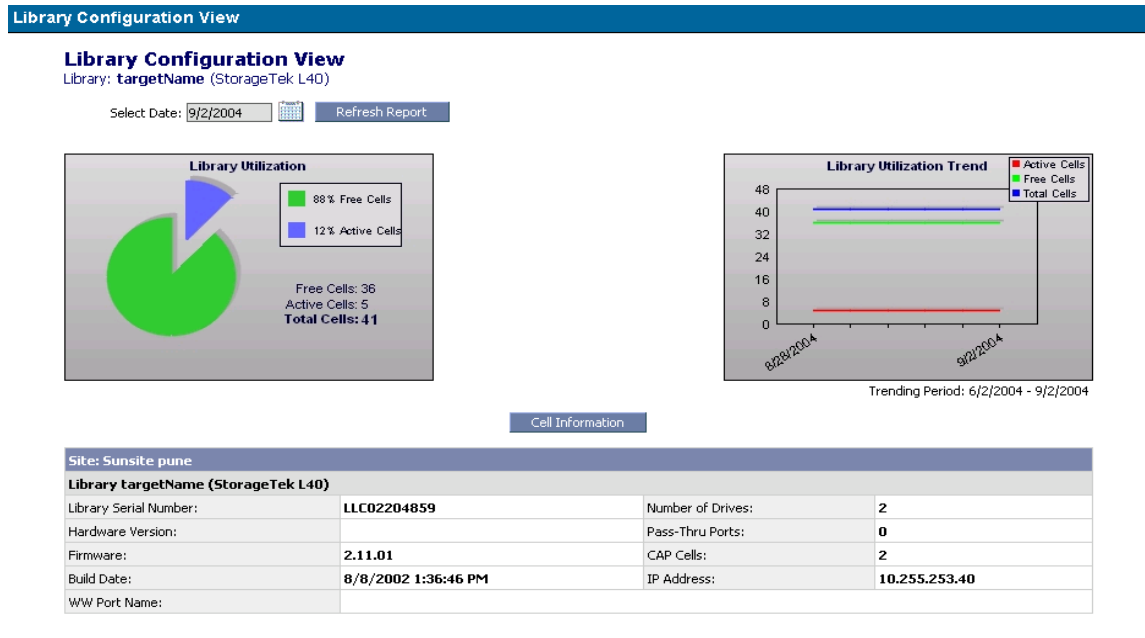 Library Configuration View
Library Configuration View
Library: targetName (StorageTek L40)
Select Date: 9/2/2004 Refresh Report
Library Utilization
88% Free Cells
12% Active Cells
Free Cells: 36
Active Cells: 5
Total Cells: 41
Library Utilization Trend
Active Cells
Free Cells
Total Cells
48
40
32
24
16
8
0
8/28/2004 9/2/2004
Trending Period: 6/2/2004 - 9/2/2004
Cell Information
Site: Sunsite pune
Library targetName (StorageTek L40)
Library Serial Number: LLC02204859 Number of Drives: 2
Hardware Version: Pass-Thru Ports: 0
Firmware: 2.11.01 CAP Cells: 2
Build Date: 8/8/2002 1:36:46 PM IP Address: 10.255.253.40
WW Port Name: